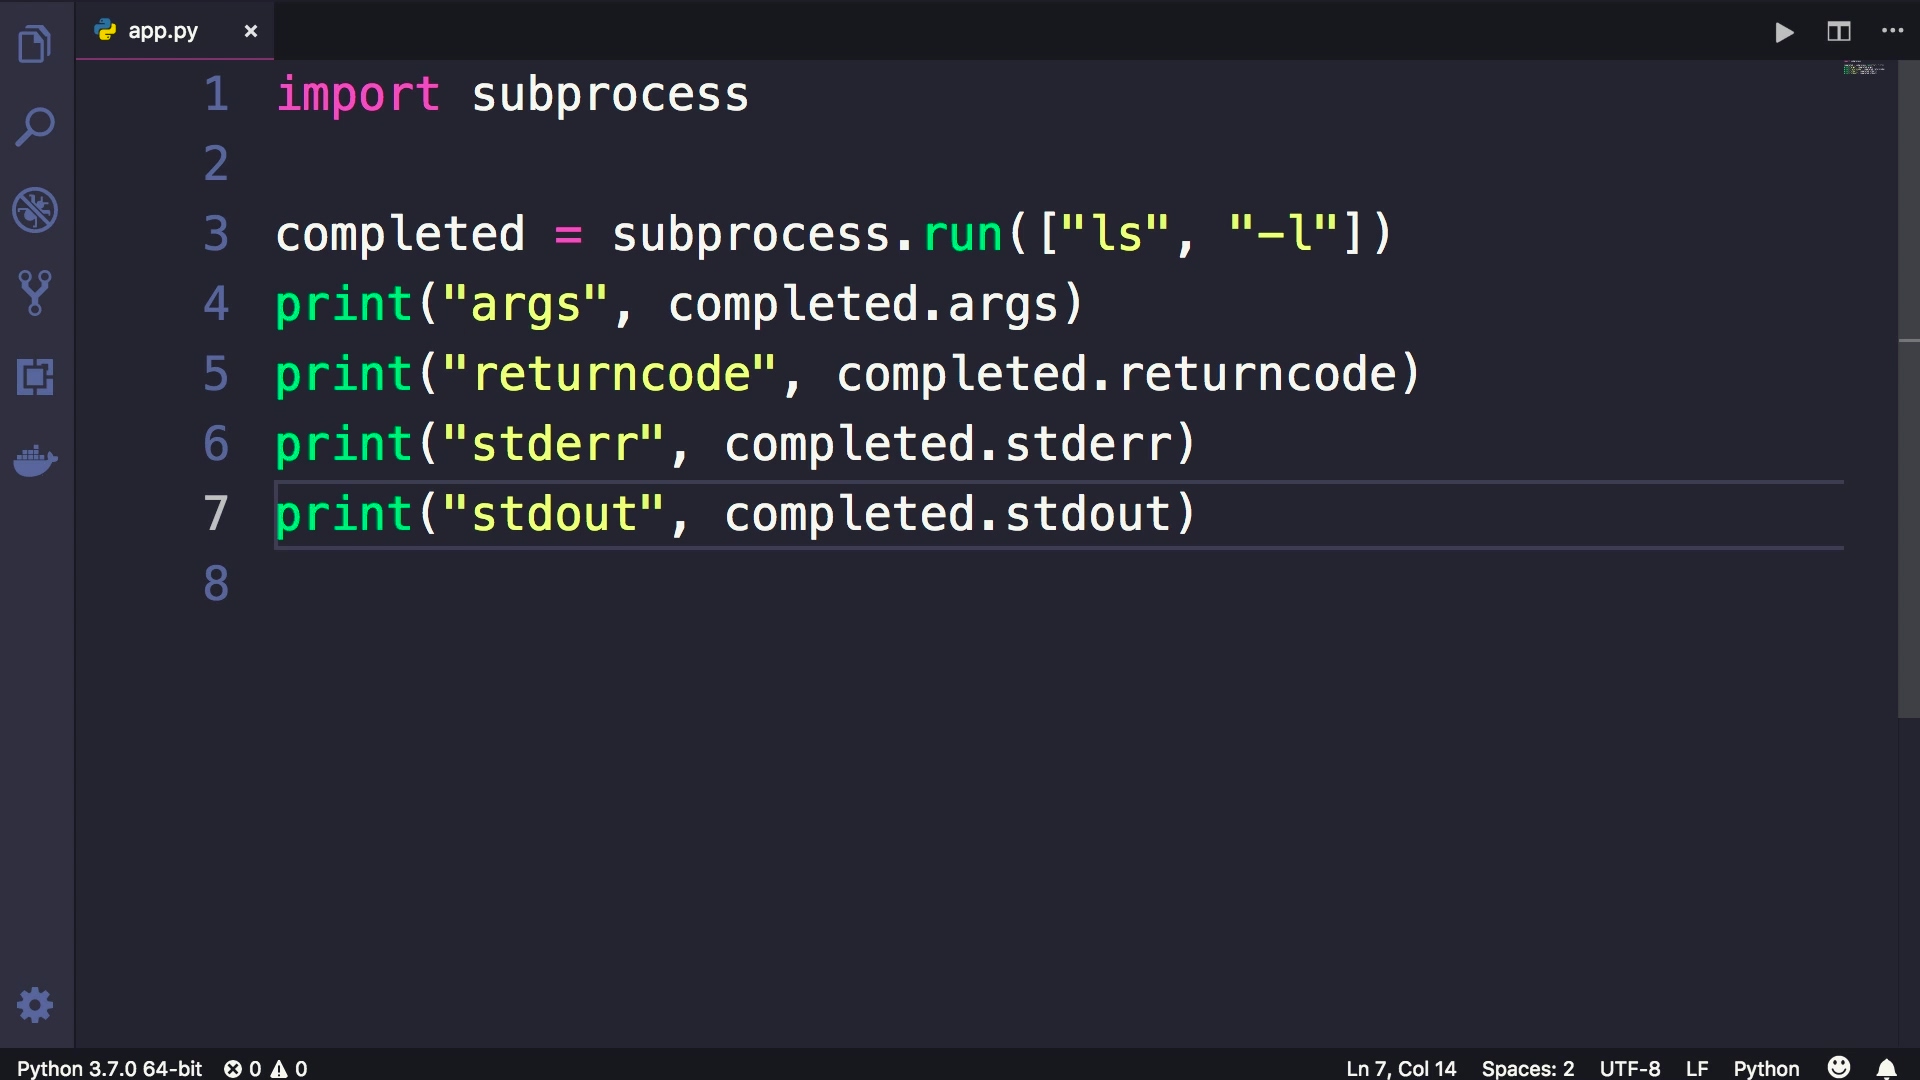 app.py ×
1 import subprocess
2
3 completed = subprocess.run(["ls", "-l"])
4 print("args", completed.args)
5 print("returncode", completed.returncode)
6 print("stderr", completed.stderr)
7 print("stdout", completed.stdout)
8
Python 3.7.0 64-bit 0 0 Ln 7, Col 14 Spaces: 2 UTF-8 LF Python